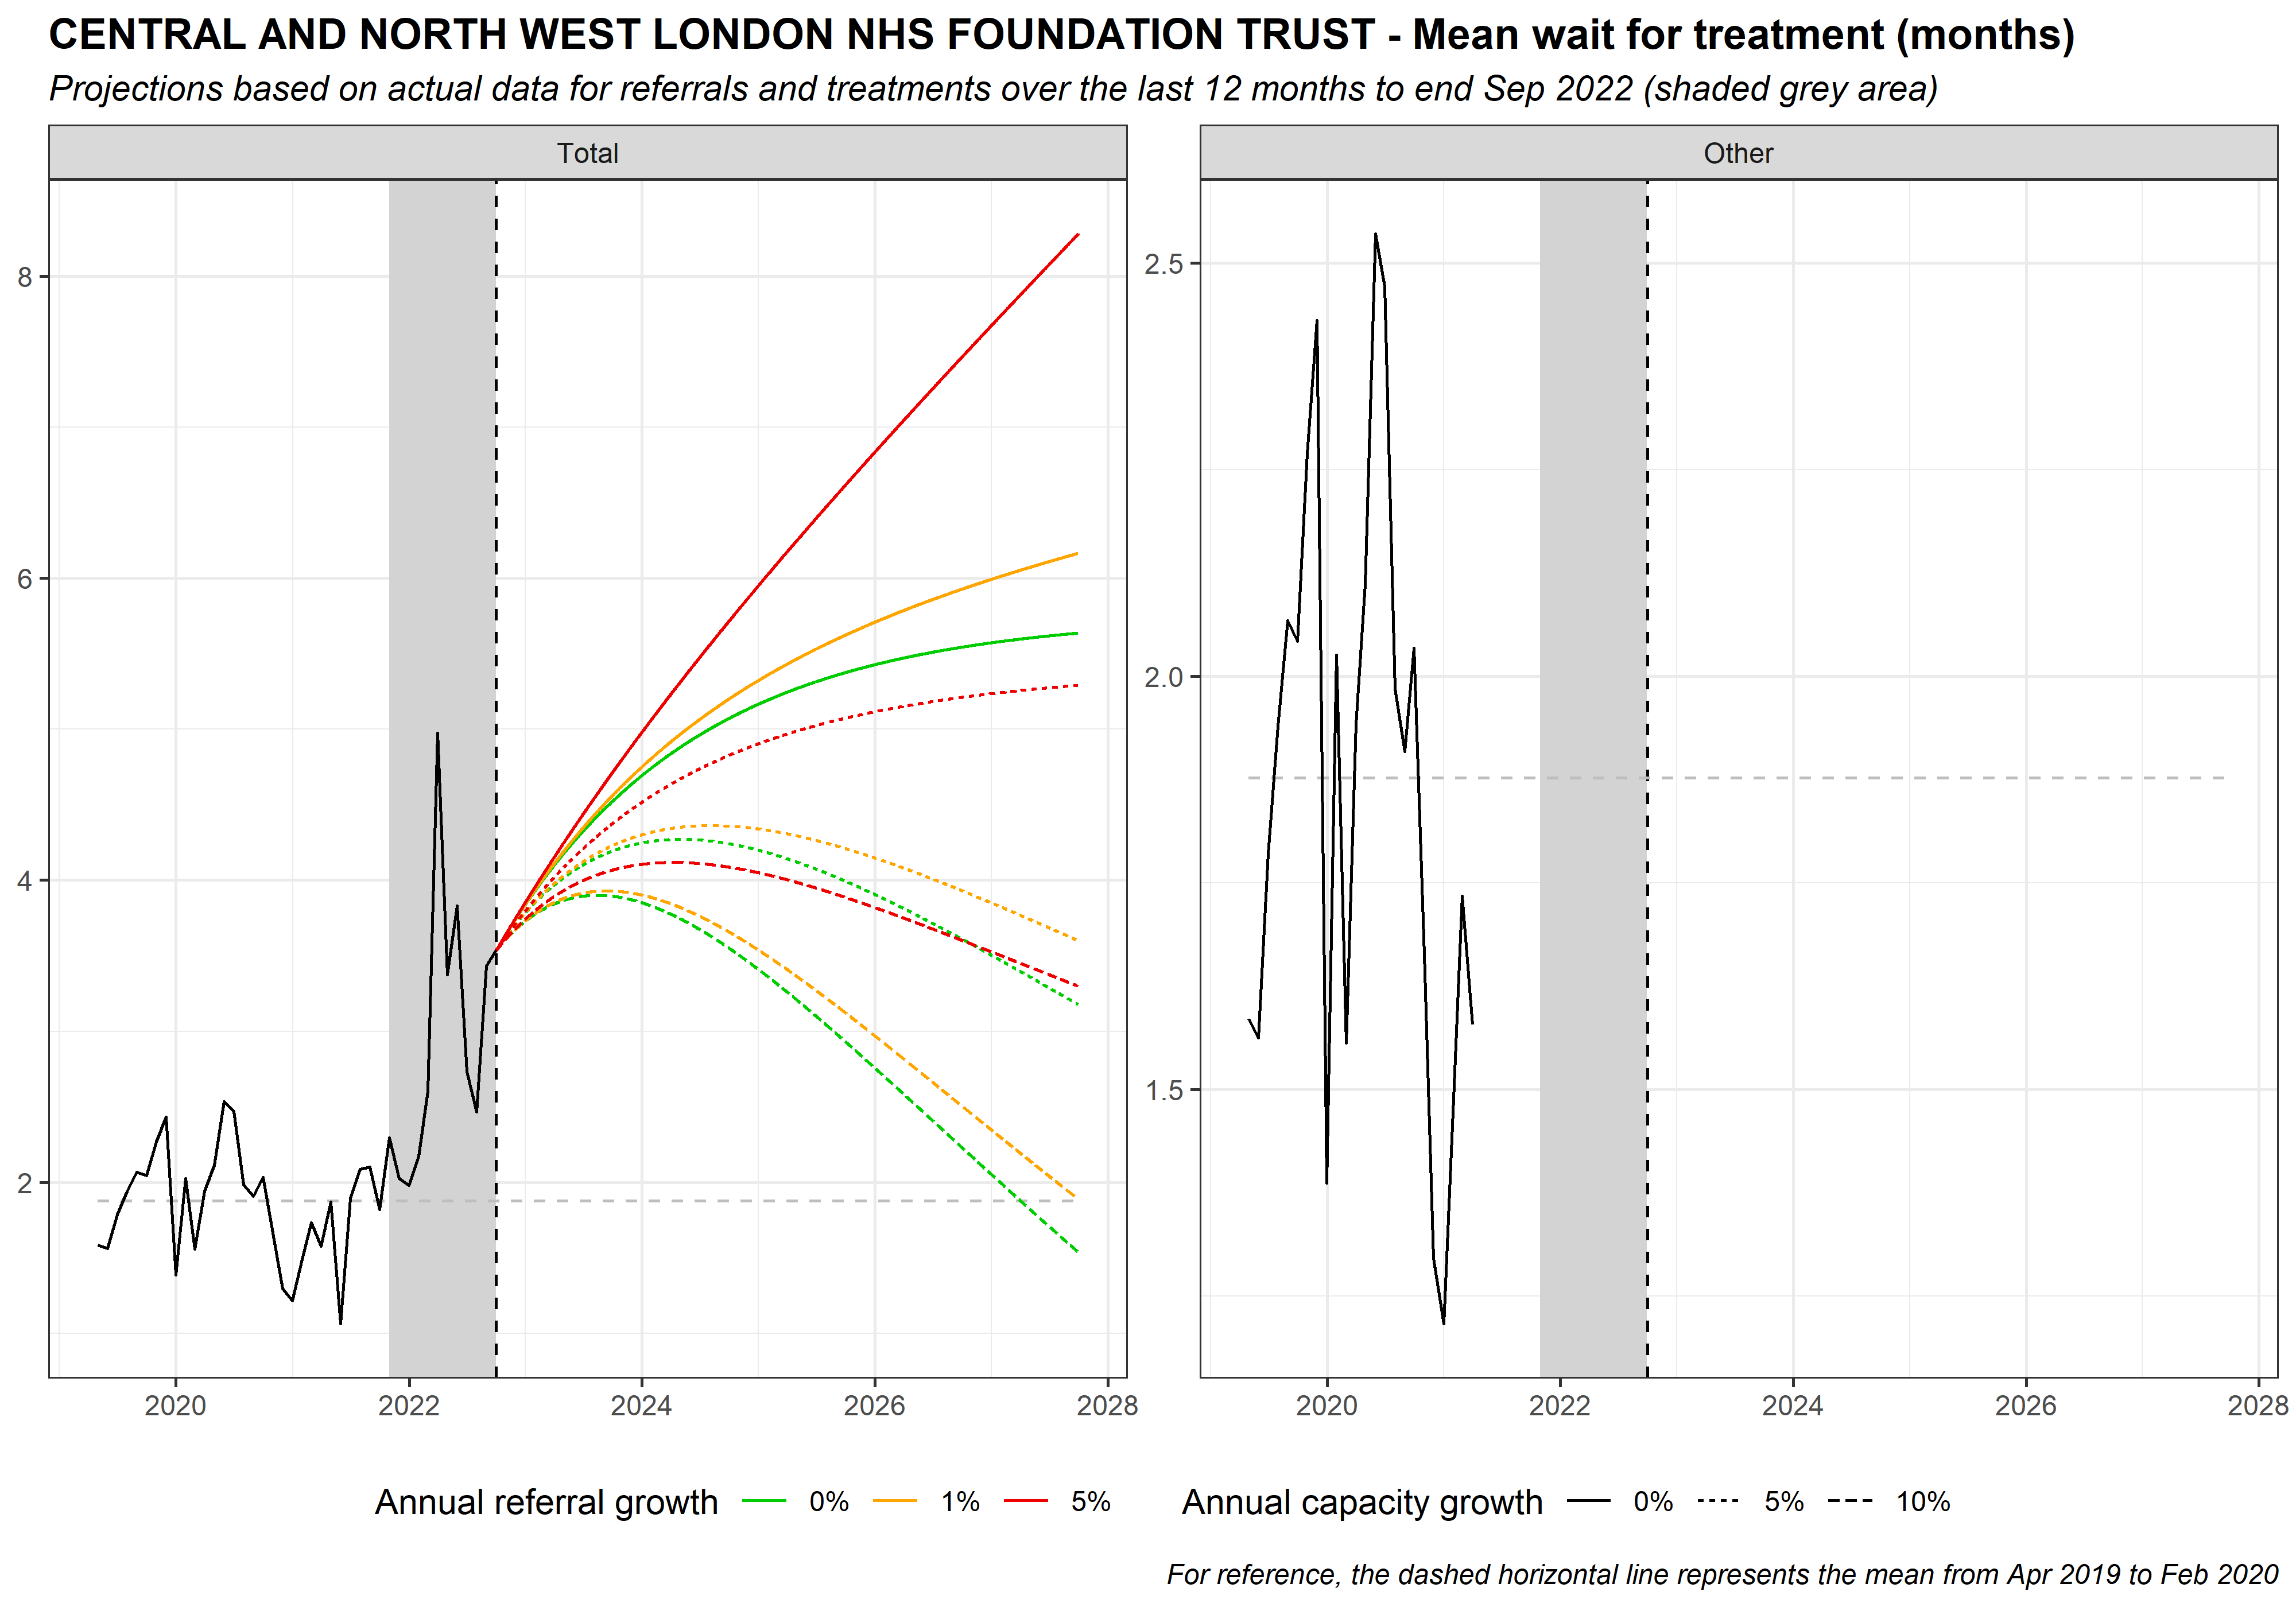 CENTRAL AND NORTH WEST LONDON NHS FOUNDATION TRUST - Mean wait for treatment (months)
Projections based on actual data for referrals and treatments over the last 12 months to end Sep 2022 (shaded grey area)
Total
Other
8
6
4
2
2.5
2.0
1.5
2020 2022 2024 2026 2028
2020 2022 2024 2026 2028
Annual referral growth 0% 1% 5%
Annual capacity growth 0% 5% 10%
For reference, the dashed horizontal line represents the mean from Apr 2019 to Feb 2020